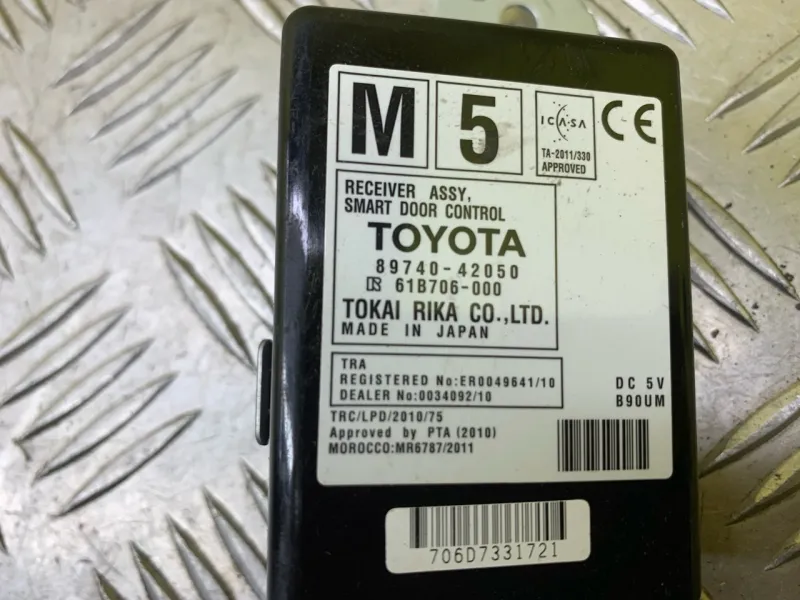 M 5
ICASA
TA-2011/330
APPROVED
CE
RECEIVER ASSY,
SMART DOOR CONTROL
TOYOTA
89740-42050
61B706-000
TOKAI RIKA CO.,LTD.
MADE IN JAPAN
TRA
REGISTERED No:ER0049641/10
DEALER No:0034092/10
TRC/LPD/2010/75
Approved by PTA (2010)
MOROCCO:MR6787/2011
DC 5V
B90UM
706D7331721